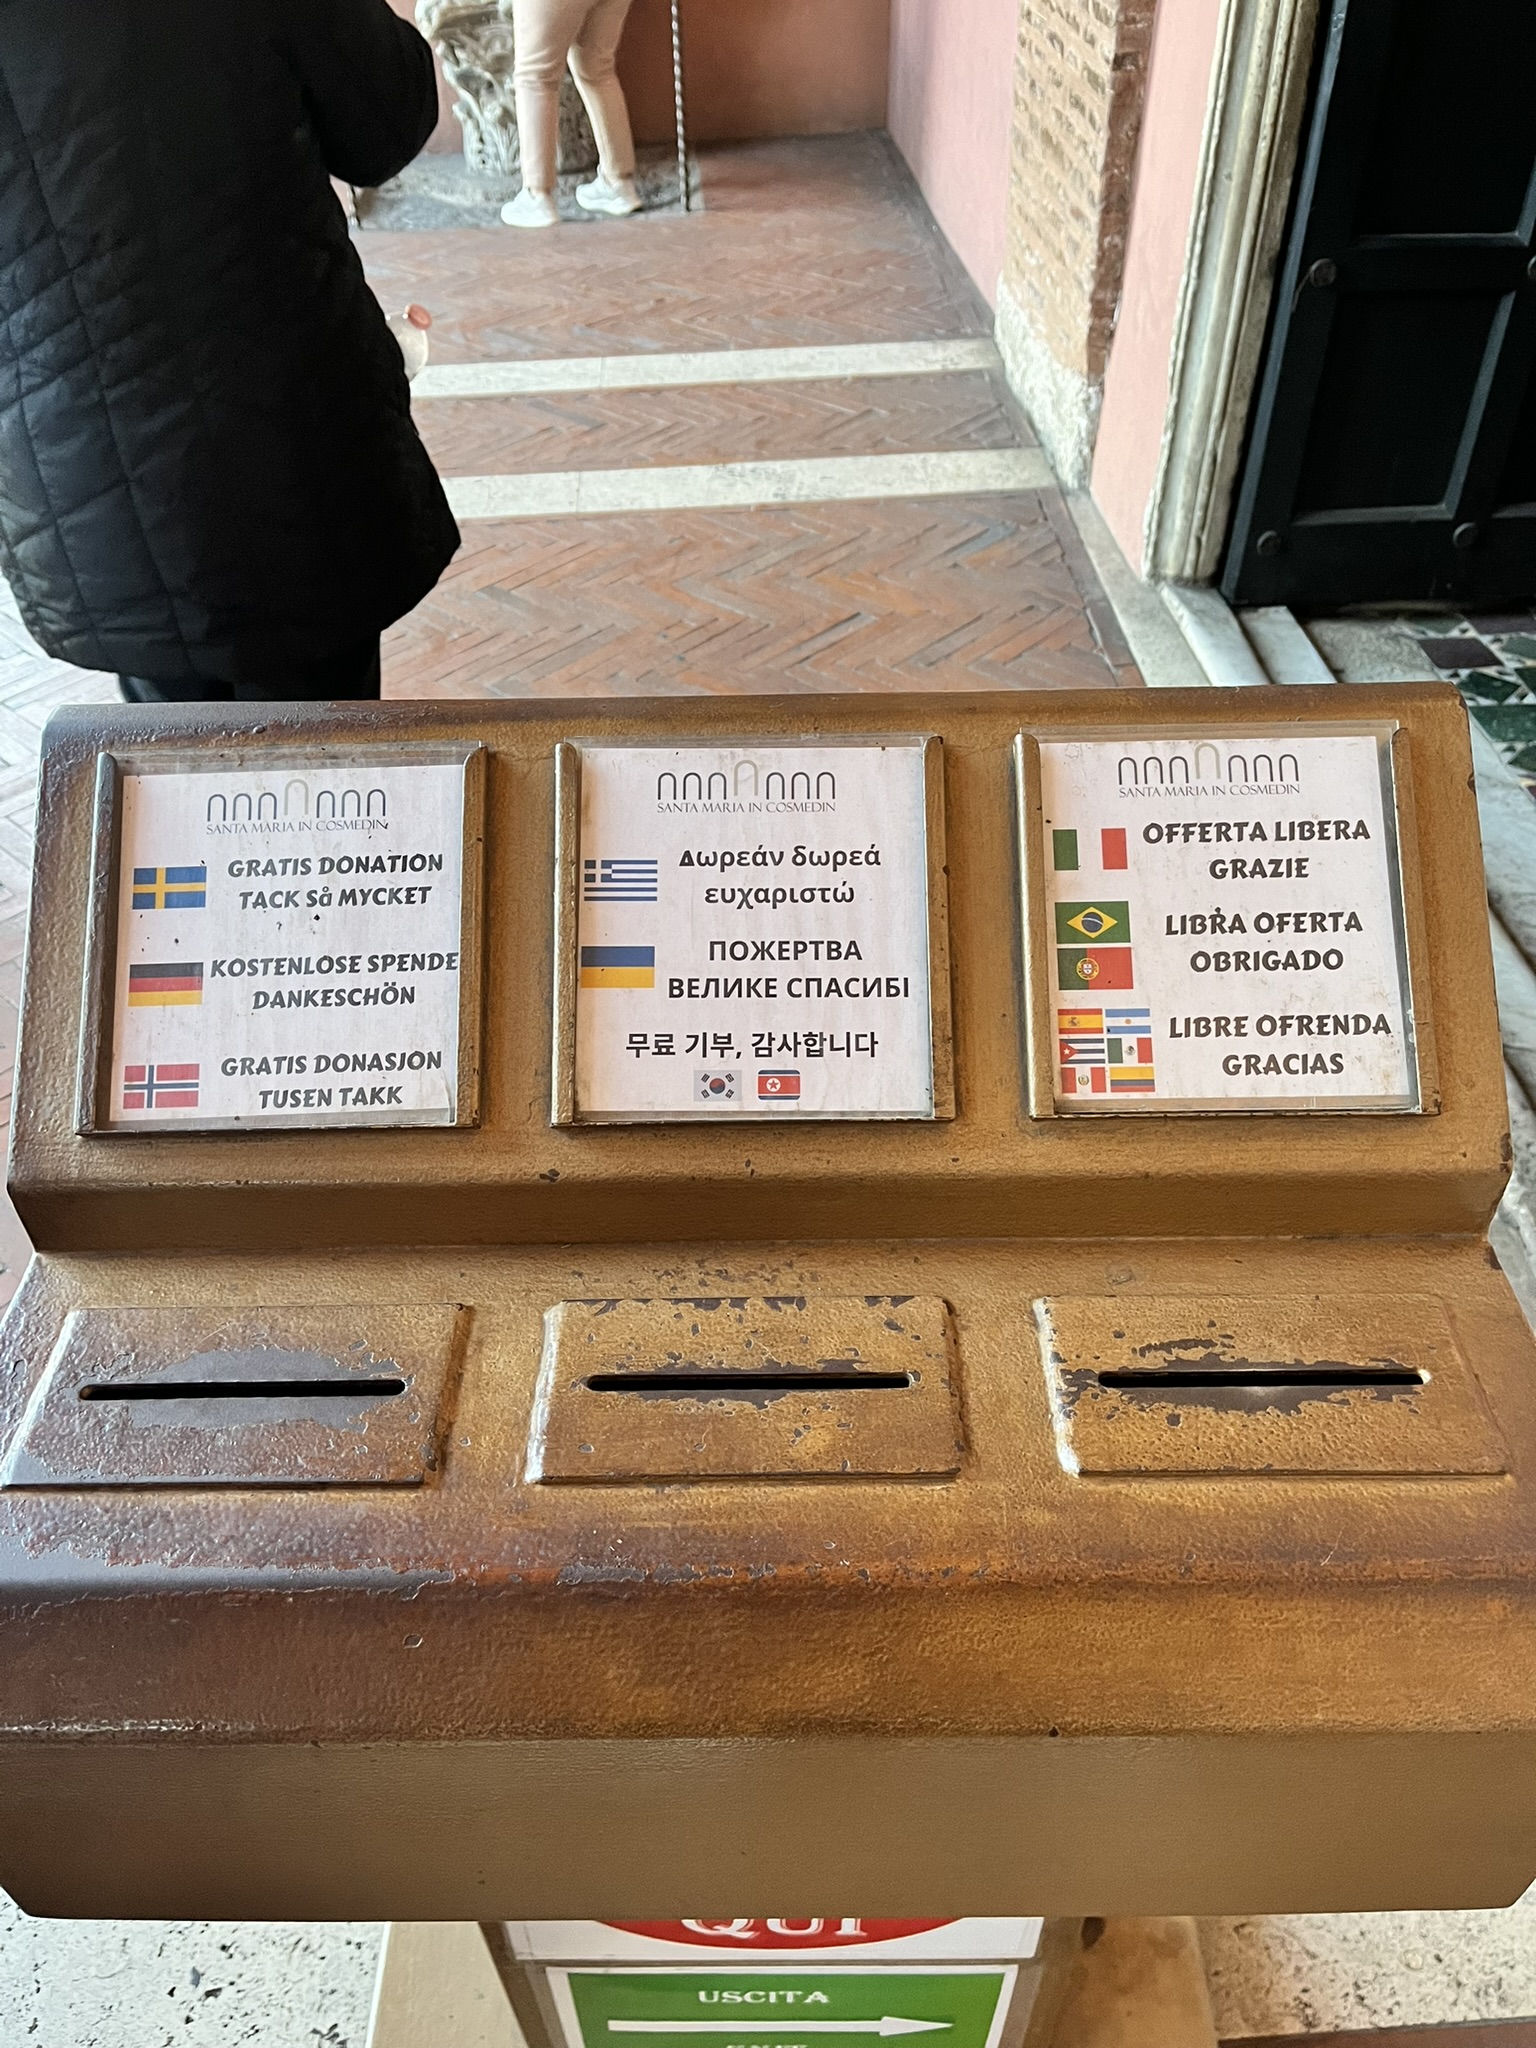 SANTA MARIA IN COSMEDIN
GRATIS DONATION
TACK Så MYCKET
KOSTENLOSE SPENDE
DANKESCHÖN
GRATIS DONASJON
TUSEN TAKK
SANTA MARIA IN COSMEDIN
Δωρεάν δωρεά
ευχαριστώ
ПОЖЕРТВА
ВЕЛИКЕ СПАСИБІ
무료 기부, 감사합니다
SANTA MARIA IN COSMEDIN
OFFERTA LIBERA
GRAZIE
LIBRA OFERTA
OBRIGADO
LIBRE OFRENDA
GRACIAS
QUI
USCITA